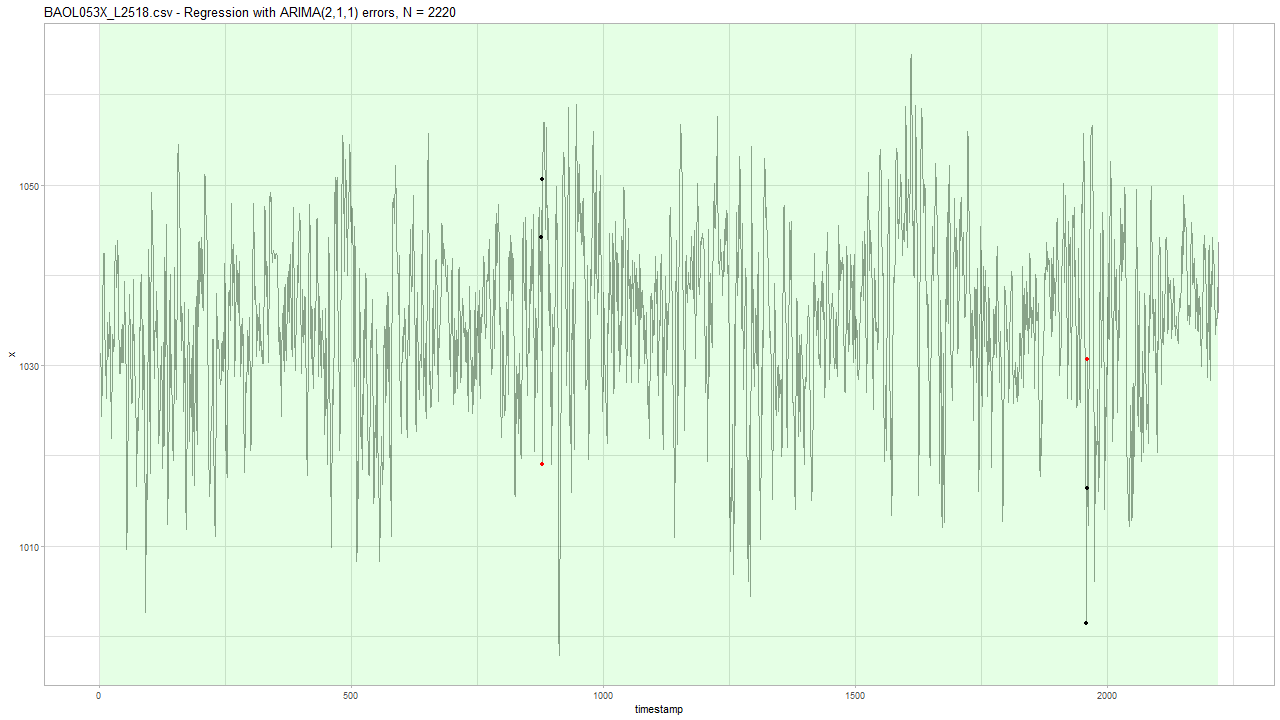 BAOL053X_L2518.csv - Regression with ARIMA(2,1,1) errors, N = 2220
1050
1030
1010
x
0 500 1000 1500 2000
timestamp